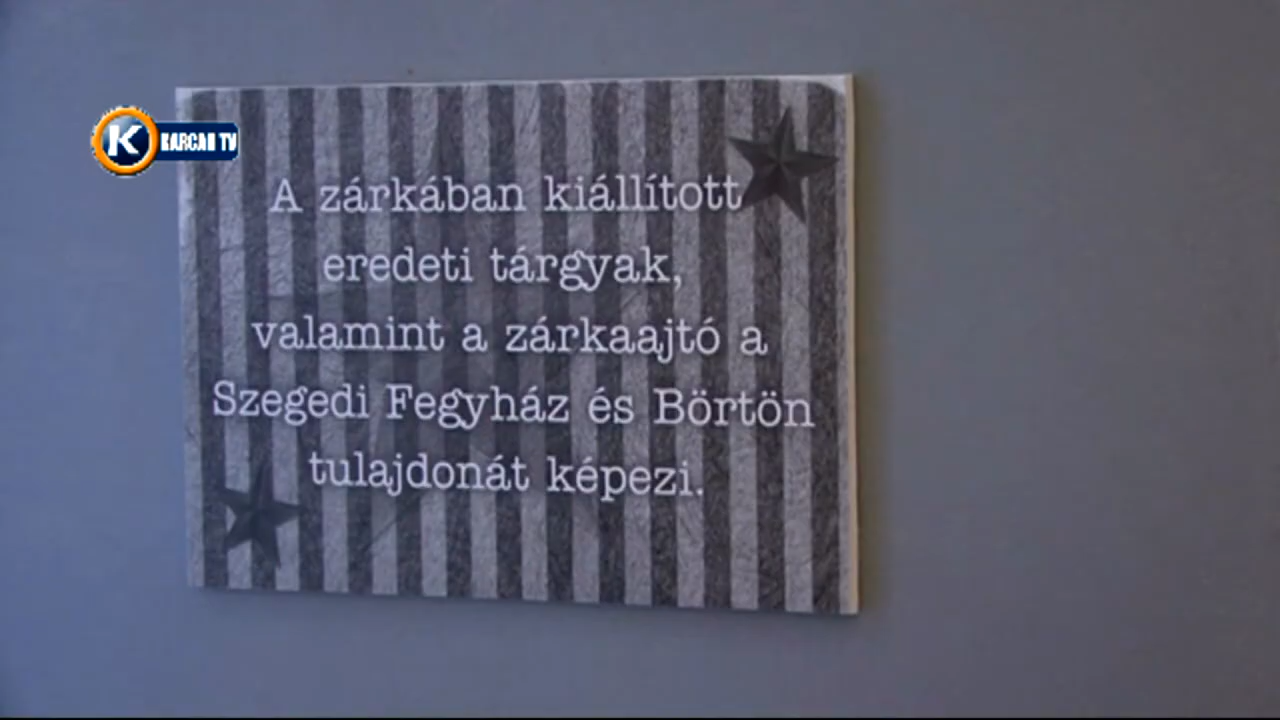 K KARCAG TV
A zárkában kiállított
eredeti tárgyak,
valamint a zárkaajtó a
Szegedi Fegyház és Börtön
tulajdonát képezi.